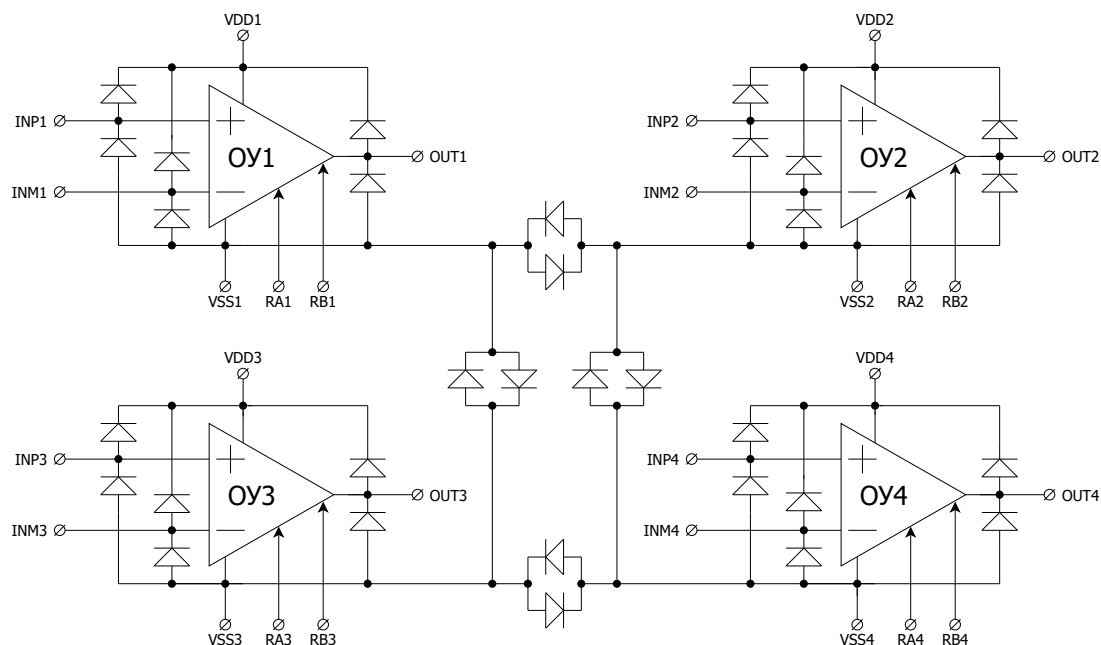 VDD1 VDD2
INP1 INP2
ОУ1 OUT1 ОУ2 OUT2
INM1 INM2
VSS1 RA1 RB1 VSS2 RA2 RB2
VDD3 VDD4
INP3 INP4
ОУ3 OUT3 ОУ4 OUT4
INM3 INM4
VSS3 RA3 RB3 VSS4 RA4 RB4